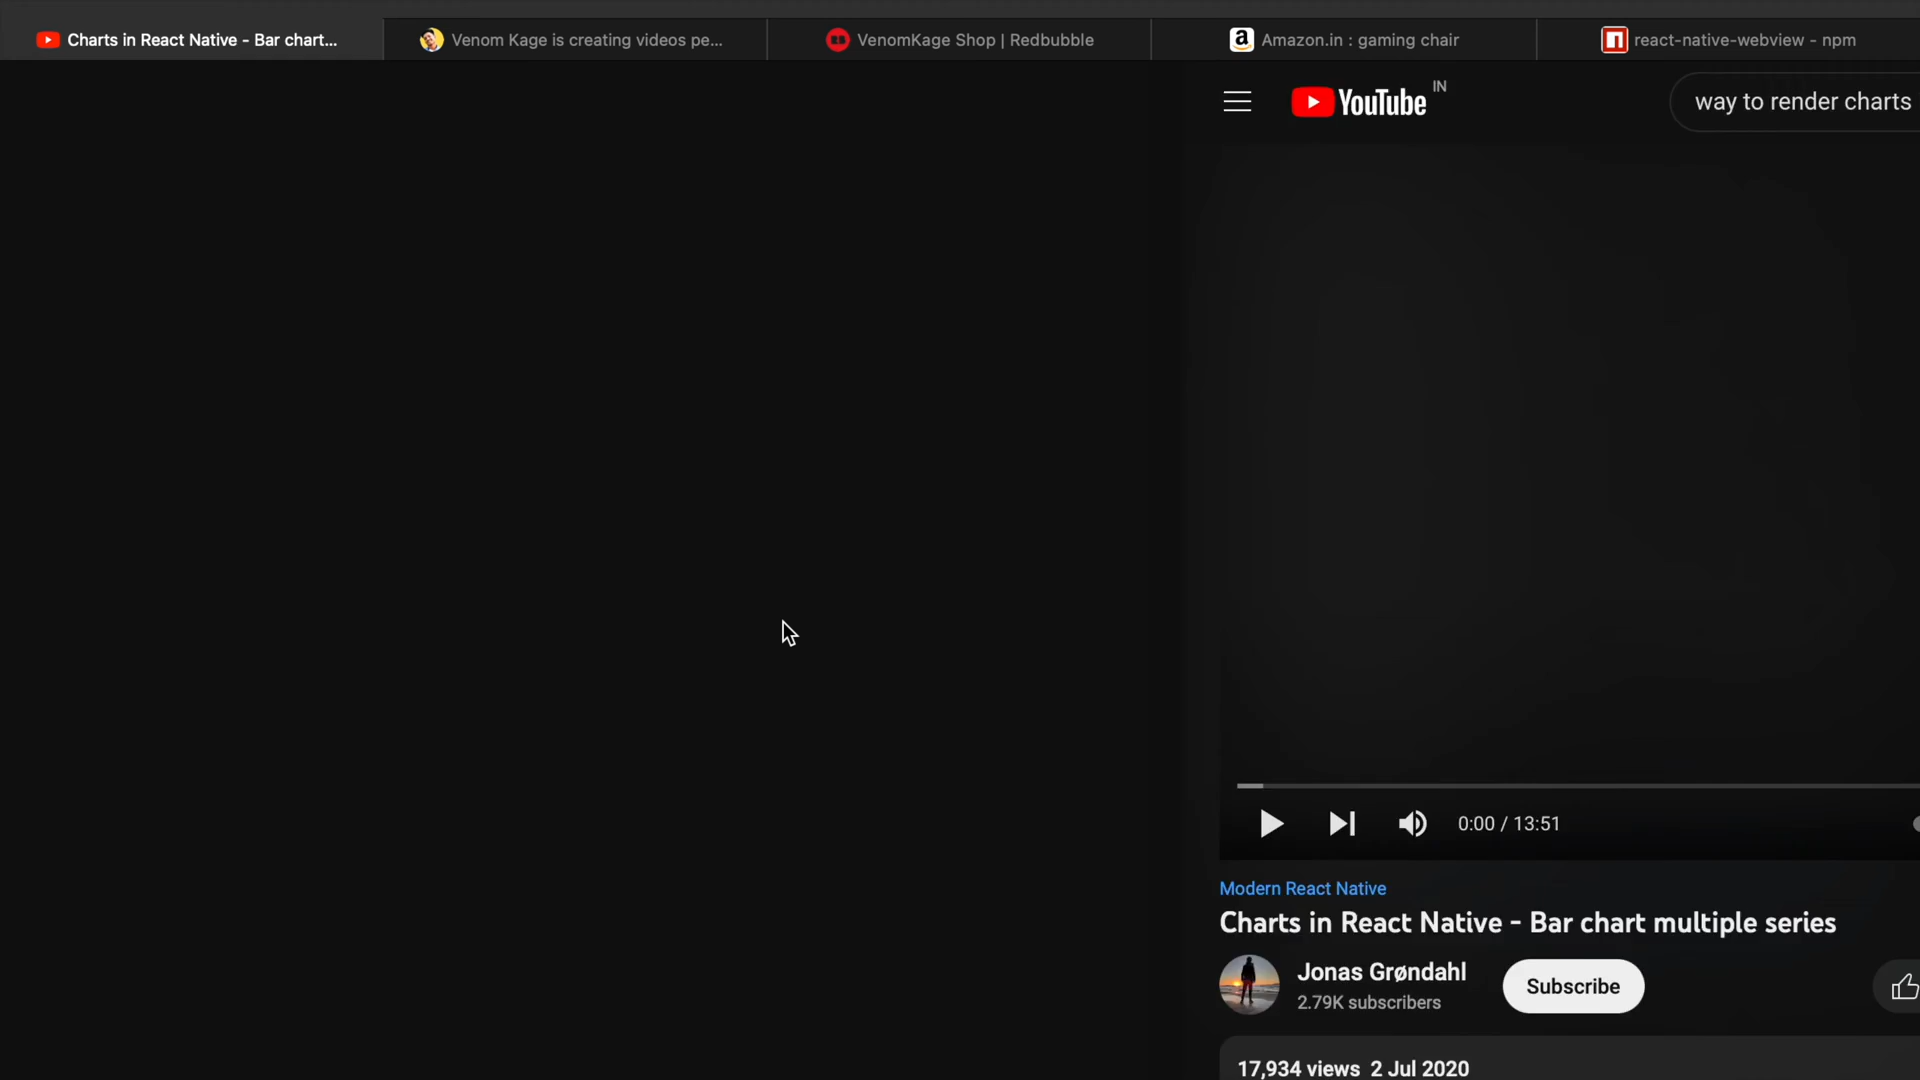 Charts in React Native - Bar chart...
Venom Kage is creating videos pe...
VenomKage Shop | Redbubble
Amazon.in : gaming chair
react-native-webview - npm
YouTube IN
way to render charts
0:00 / 13:51
Modern React Native
Charts in React Native - Bar chart multiple series
Jonas Grøndahl
2.79K subscribers
Subscribe
17,934 views 2 Jul 2020